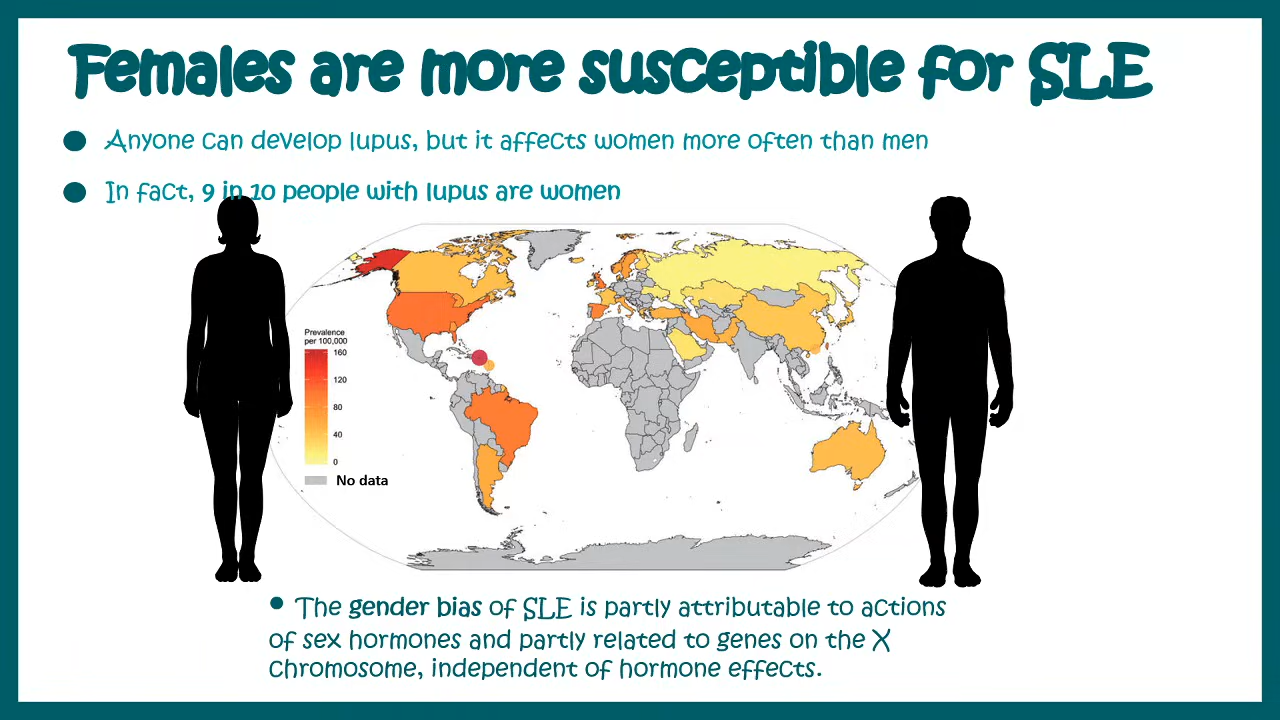 Females are more susceptible for SLE
Anyone can develop lupus, but it affects women more often than men
In fact, 9 in 10 people with lupus are women
Prevalence
per 100,000
160
120
80
40
0
No data
• The gender bias of SLE is partly attributable to actions
of sex hormones and partly related to genes on the X
chromosome, independent of hormone effects.